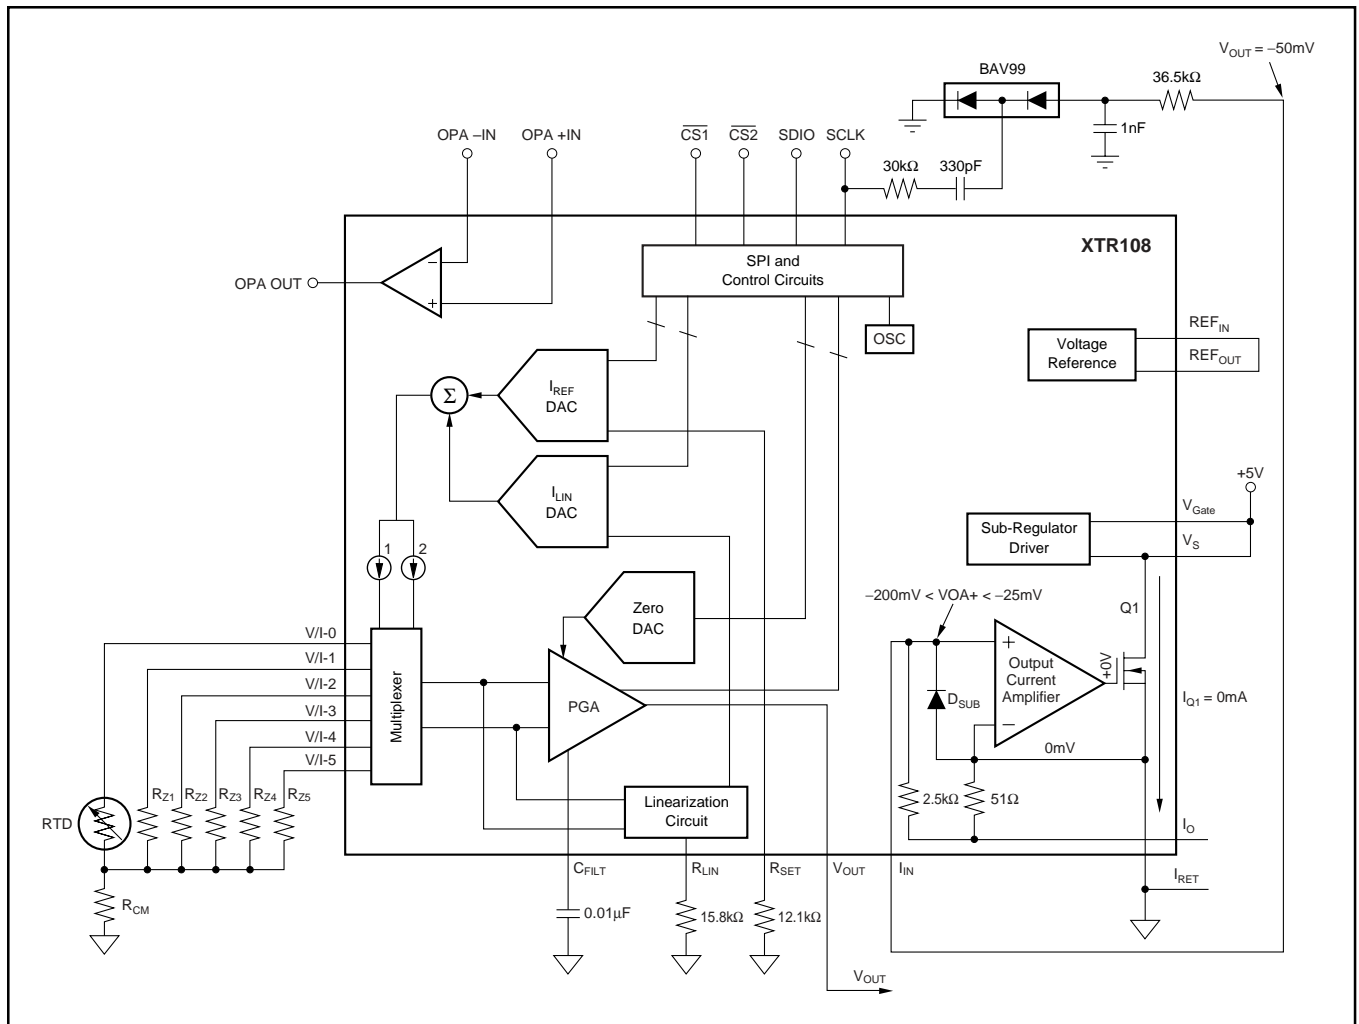 V_OUT = –50mV
BAV99
36.5kΩ
1nF
OPA –IN
OPA +IN
CS1
CS2
SDIO
SCLK
30kΩ
330pF
XTR108
SPI and
Control Circuits
OPA OUT
–
+
OSC
Voltage
Reference
REF_IN
REF_OUT
I_REF
DAC
Σ
I_LIN
DAC
+5V
Sub-Regulator
Driver
V_Gate
V_S
1
2
Zero
DAC
–200mV < VOA+ < –25mV
Q1
V/I-0
V/I-1
V/I-2
V/I-3
V/I-4
V/I-5
Multiplexer
PGA
+
Output
Current
Amplifier
–
+0V
D_SUB
I_Q1 = 0mA
0mV
R_Z1
R_Z2
R_Z3
R_Z4
R_Z5
RTD
Linearization
Circuit
2.5kΩ
51Ω
I_O
C_FILT
R_LIN
R_SET
V_OUT
I_IN
I_RET
R_CM
0.01µF
15.8kΩ
12.1kΩ
V_OUT